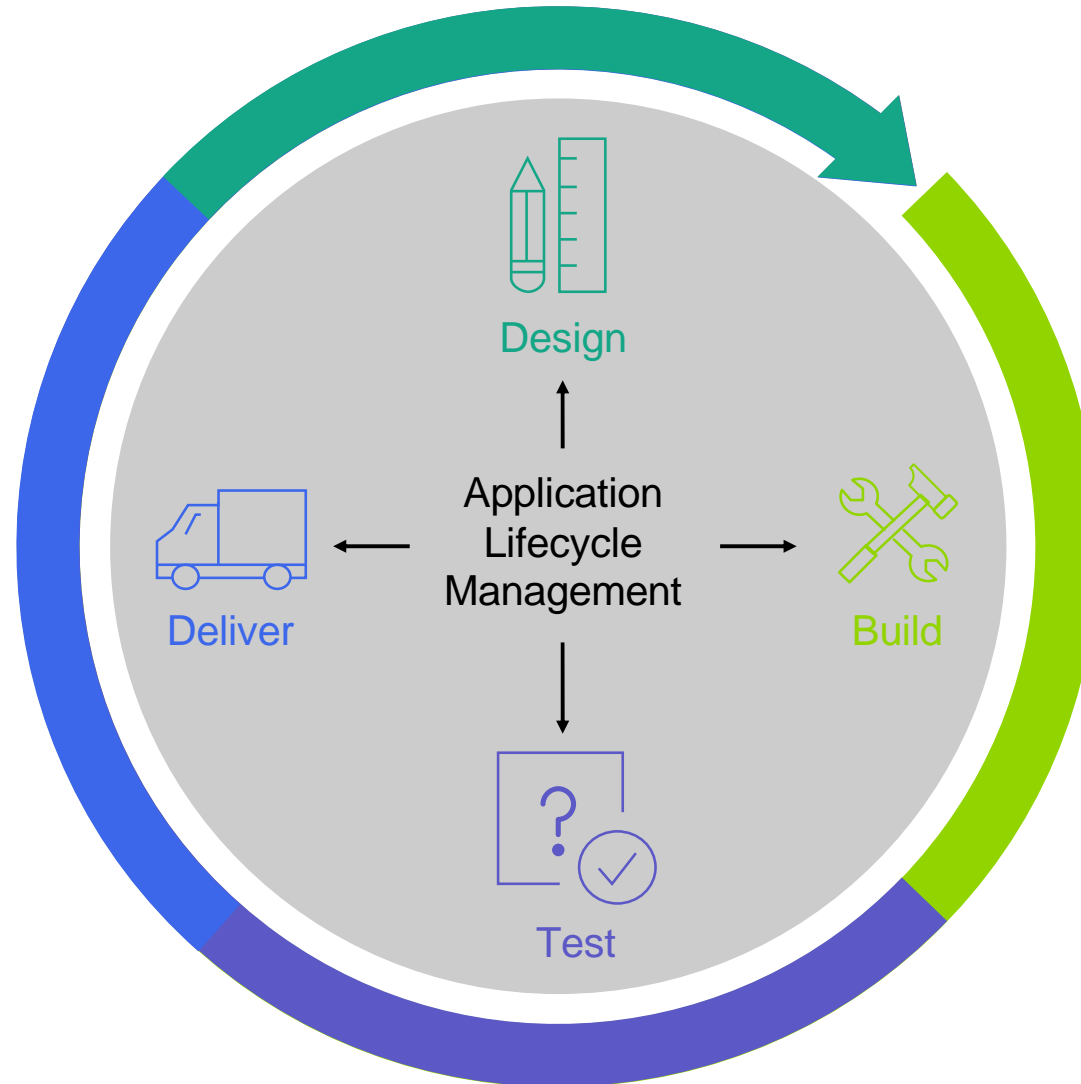 Design
Application
Lifecycle
Management
Deliver
Build
?
Test